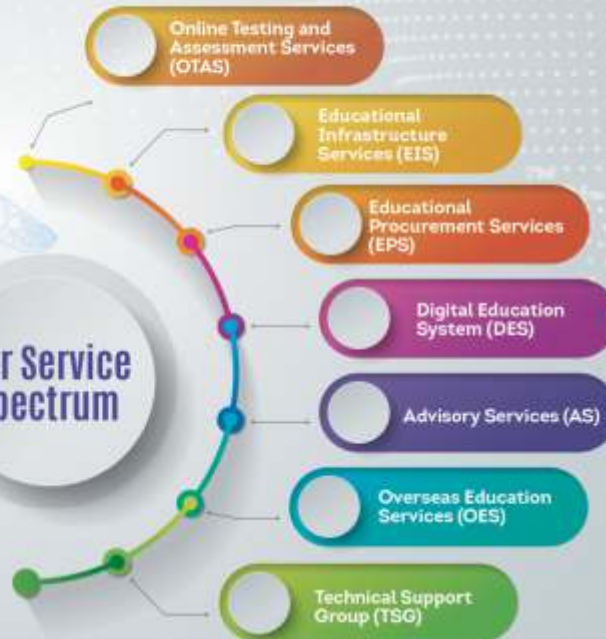 Online Testing and
Assessment Services
(OTAS)
Educational
Infrastructure
Services (EIS)
Educational
Procurement Services
(EPS)
Digital Education
System (DES)
r Service
pectrum
Advisory Services (AS)
Overseas Education
Services (OES)
Technical Support
Group (TSG)